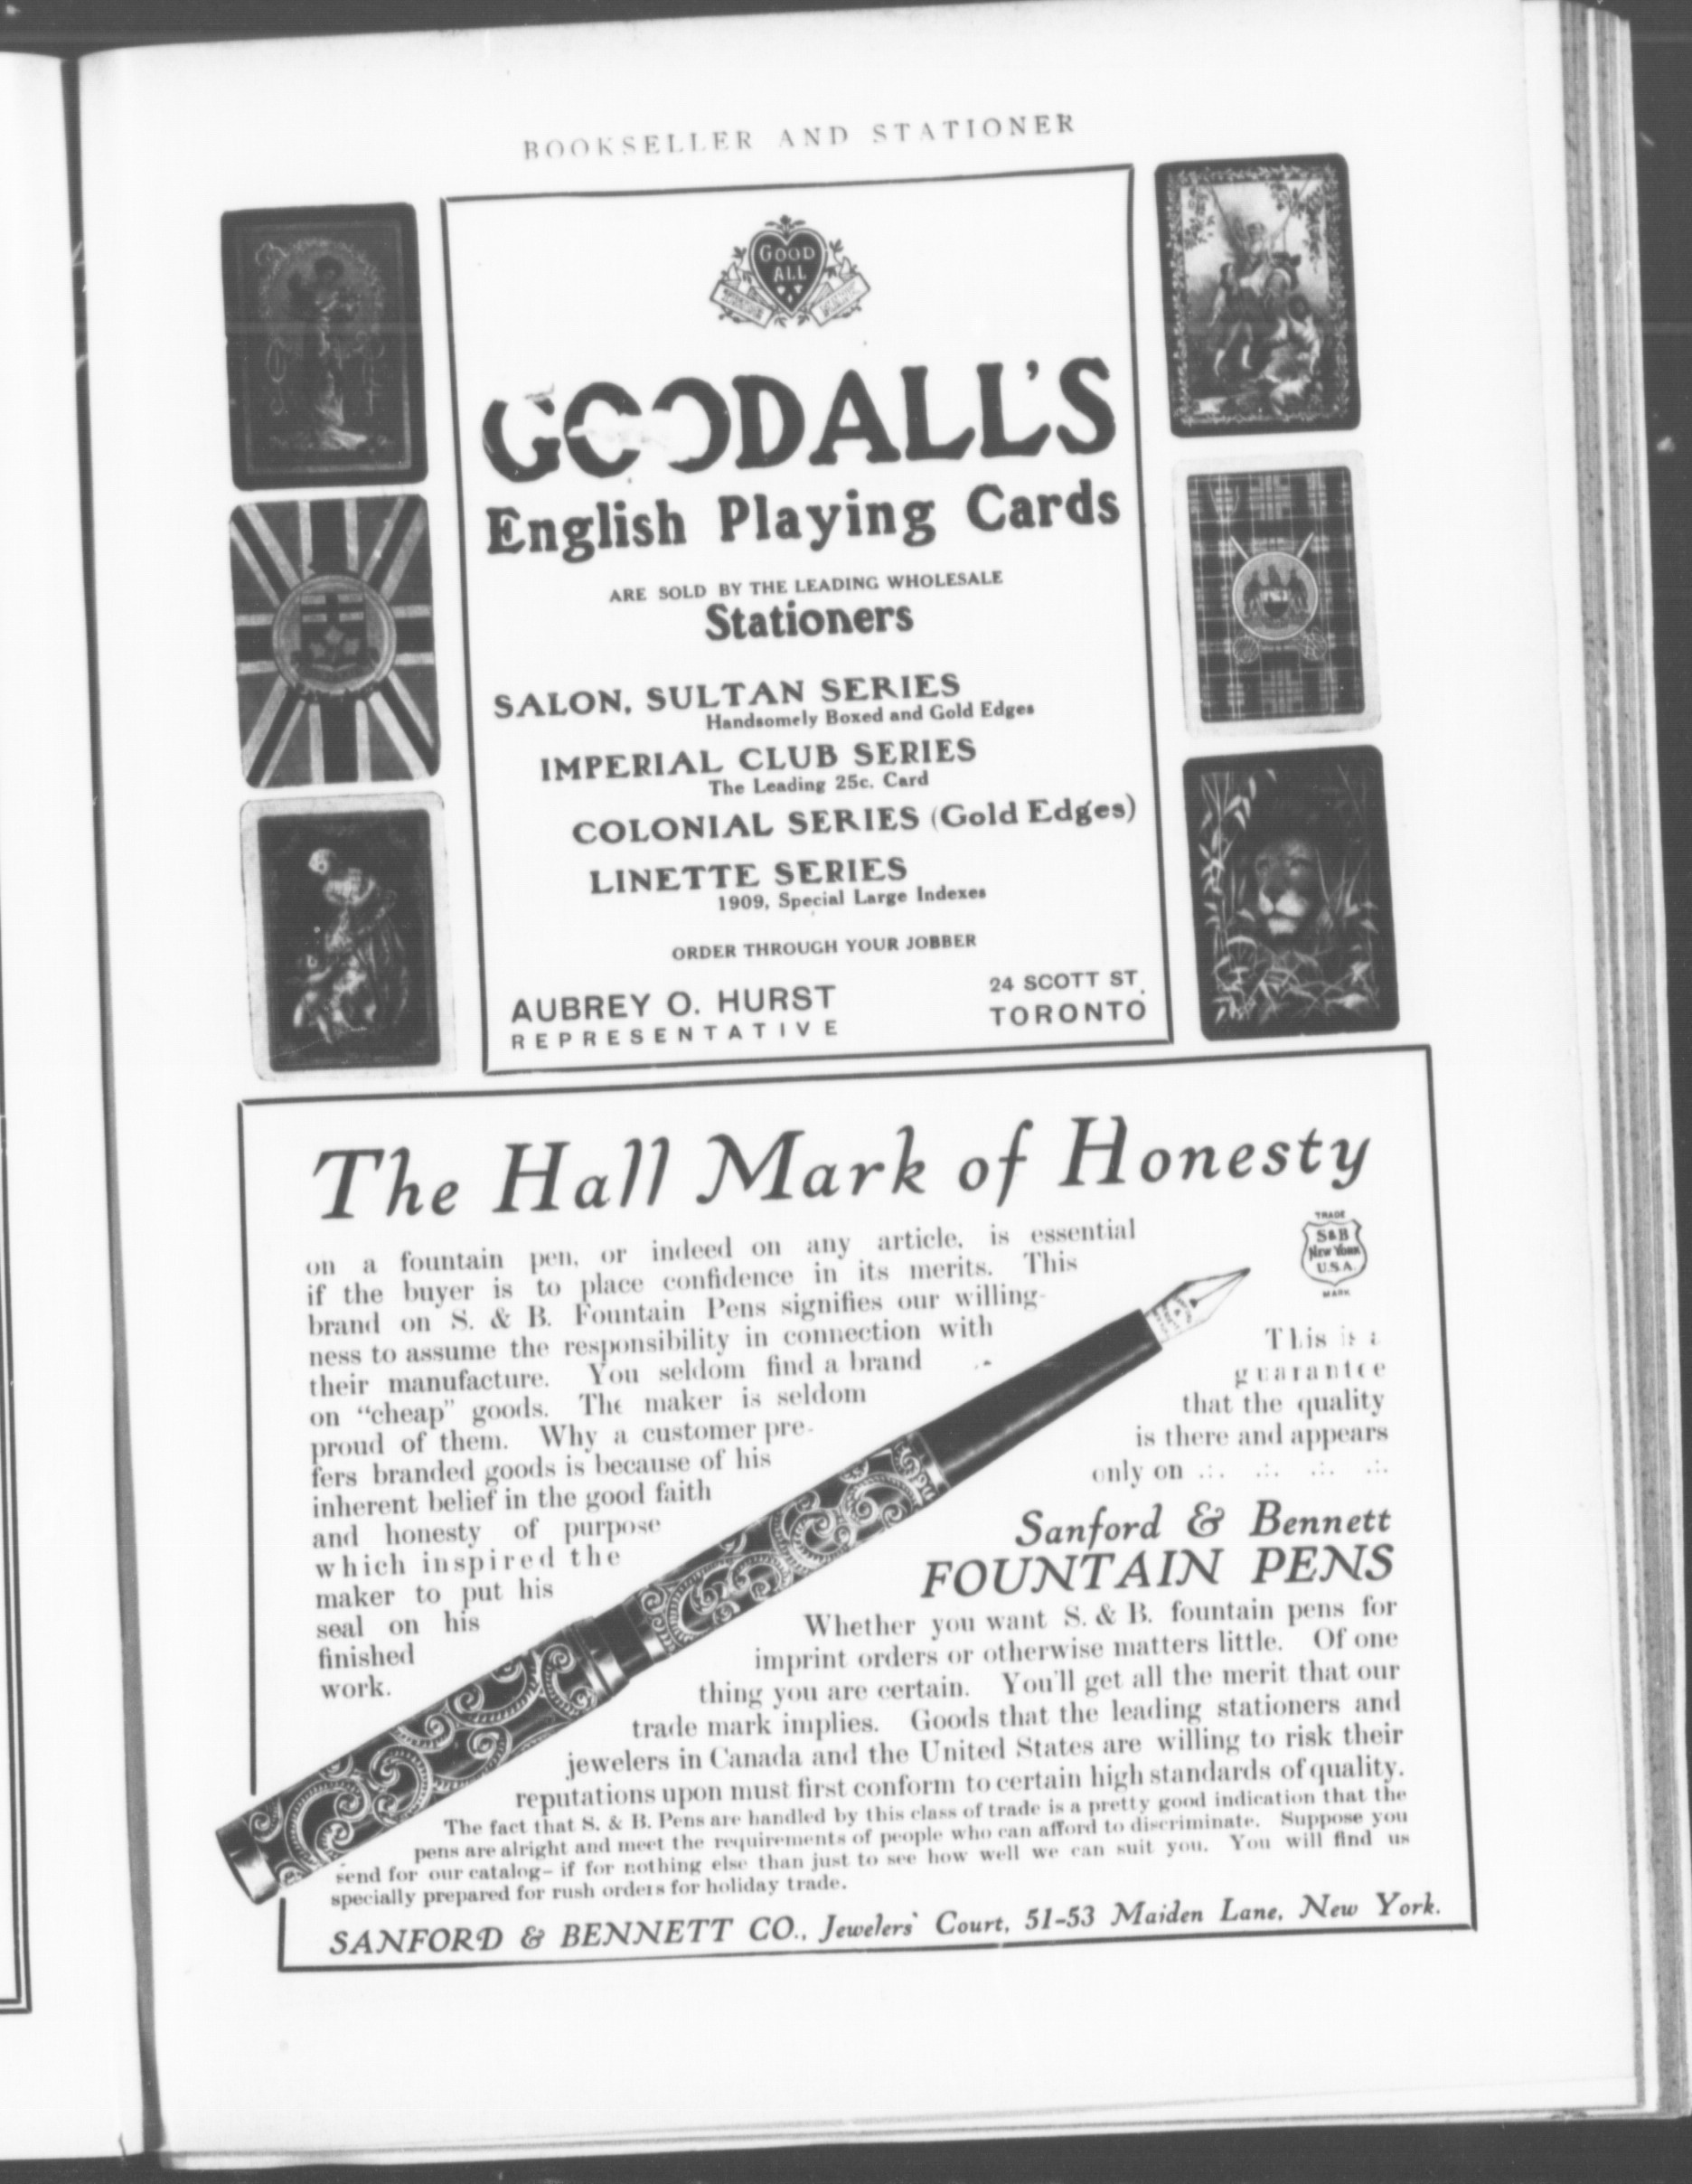 BOOKSELLER AND STATIONER
GOOD
ALL
GOODALL'S
English Playing Cards
ARE SOLD BY THE LEADING WHOLESALE
Stationers
SALON, SULTAN SERIES
Handsomely Boxed and Gold Edges
IMPERIAL CLUB SERIES
The Leading 25c. Card
COLONIAL SERIES (Gold Edges)
LINETTE SERIES
1909, Special Large Indexes
ORDER THROUGH YOUR JOBBER
AUBREY O. HURST
REPRESENTATIVE
24 SCOTT ST.
TORONTO
The Hall Mark of Honesty
on a fountain pen, or indeed on any article, is essential
if the buyer is to place confidence in its merits. This
brand on S. & B. Fountain Pens signifies our willing-
ness to assume the responsibility in connection with
their manufacture. You seldom find a brand
on "cheap" goods. The maker is seldom
proud of them. Why a customer pre-
fers branded goods is because of his
inherent belief in the good faith
and honesty of purpose
which inspired the
maker to put his
seal on his
finished
work.
TRADE
S&B
NEW YORK
U.S.A.
MARK
This is a
guarantee
that the quality
is there and appears
only on .:. .:. .:. .:.
Sanford & Bennett
FOUNTAIN PENS
Whether you want S. & B. fountain pens for
imprint orders or otherwise matters little. Of one
thing you are certain. You'll get all the merit that our
trade mark implies. Goods that the leading stationers and
jewelers in Canada and the United States are willing to risk their
reputations upon must first conform to certain high standards of quality.
The fact that S. & B. Pens are handled by this class of trade is a pretty good indication that the
pens are alright and meet the requirements of people who can afford to discriminate. Suppose you
send for our catalog—if for nothing else than just to see how well we can suit you. You will find us
specially prepared for rush orders for holiday trade.
SANFORD & BENNETT CO., Jewelers' Court, 51-53 Maiden Lane, New York.